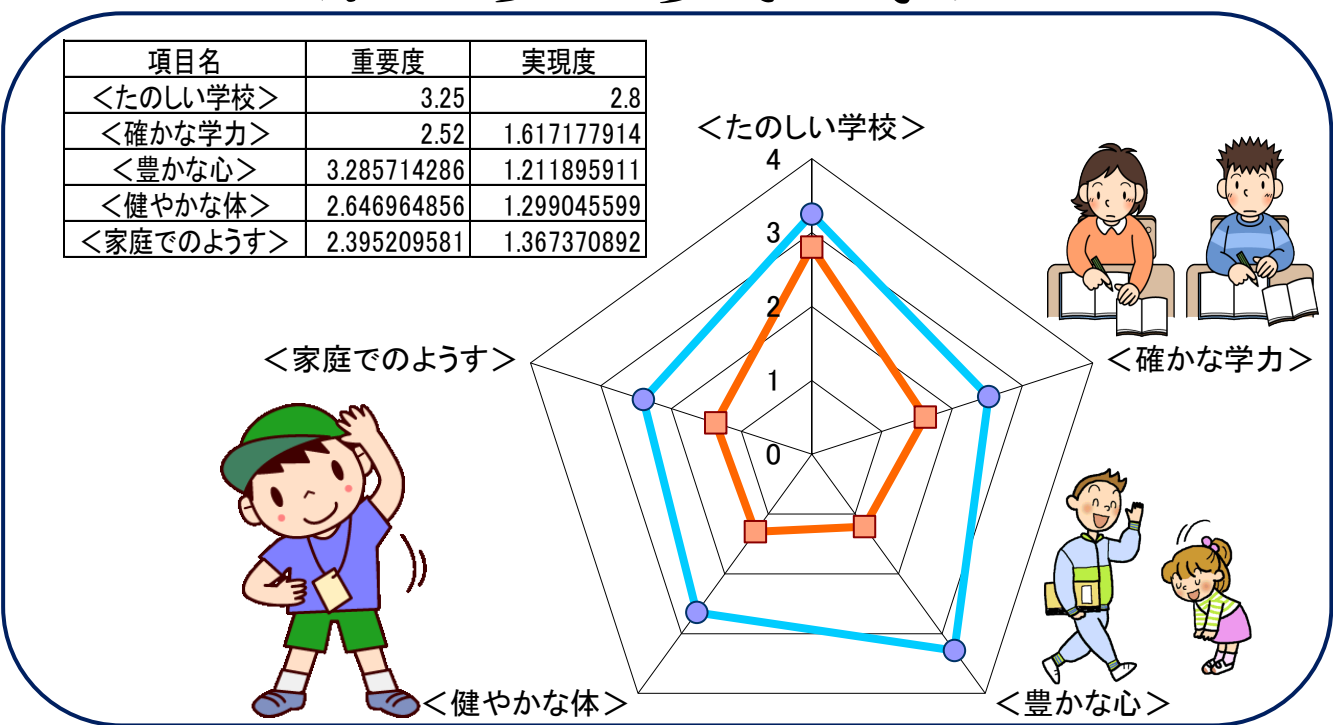 項目名 重要度 実現度
＜たのしい学校＞ 3.25 2.8
＜確かな学力＞ 2.52 1.617177914
＜豊かな心＞ 3.285714286 1.211895911
＜健やかな体＞ 2.646964856 1.299045599
＜家庭でのようす＞ 2.395209581 1.367370892
＜たのしい学校＞
4
3
2
1
0
＜家庭でのようす＞
＜確かな学力＞
＜健やかな体＞
＜豊かな心＞